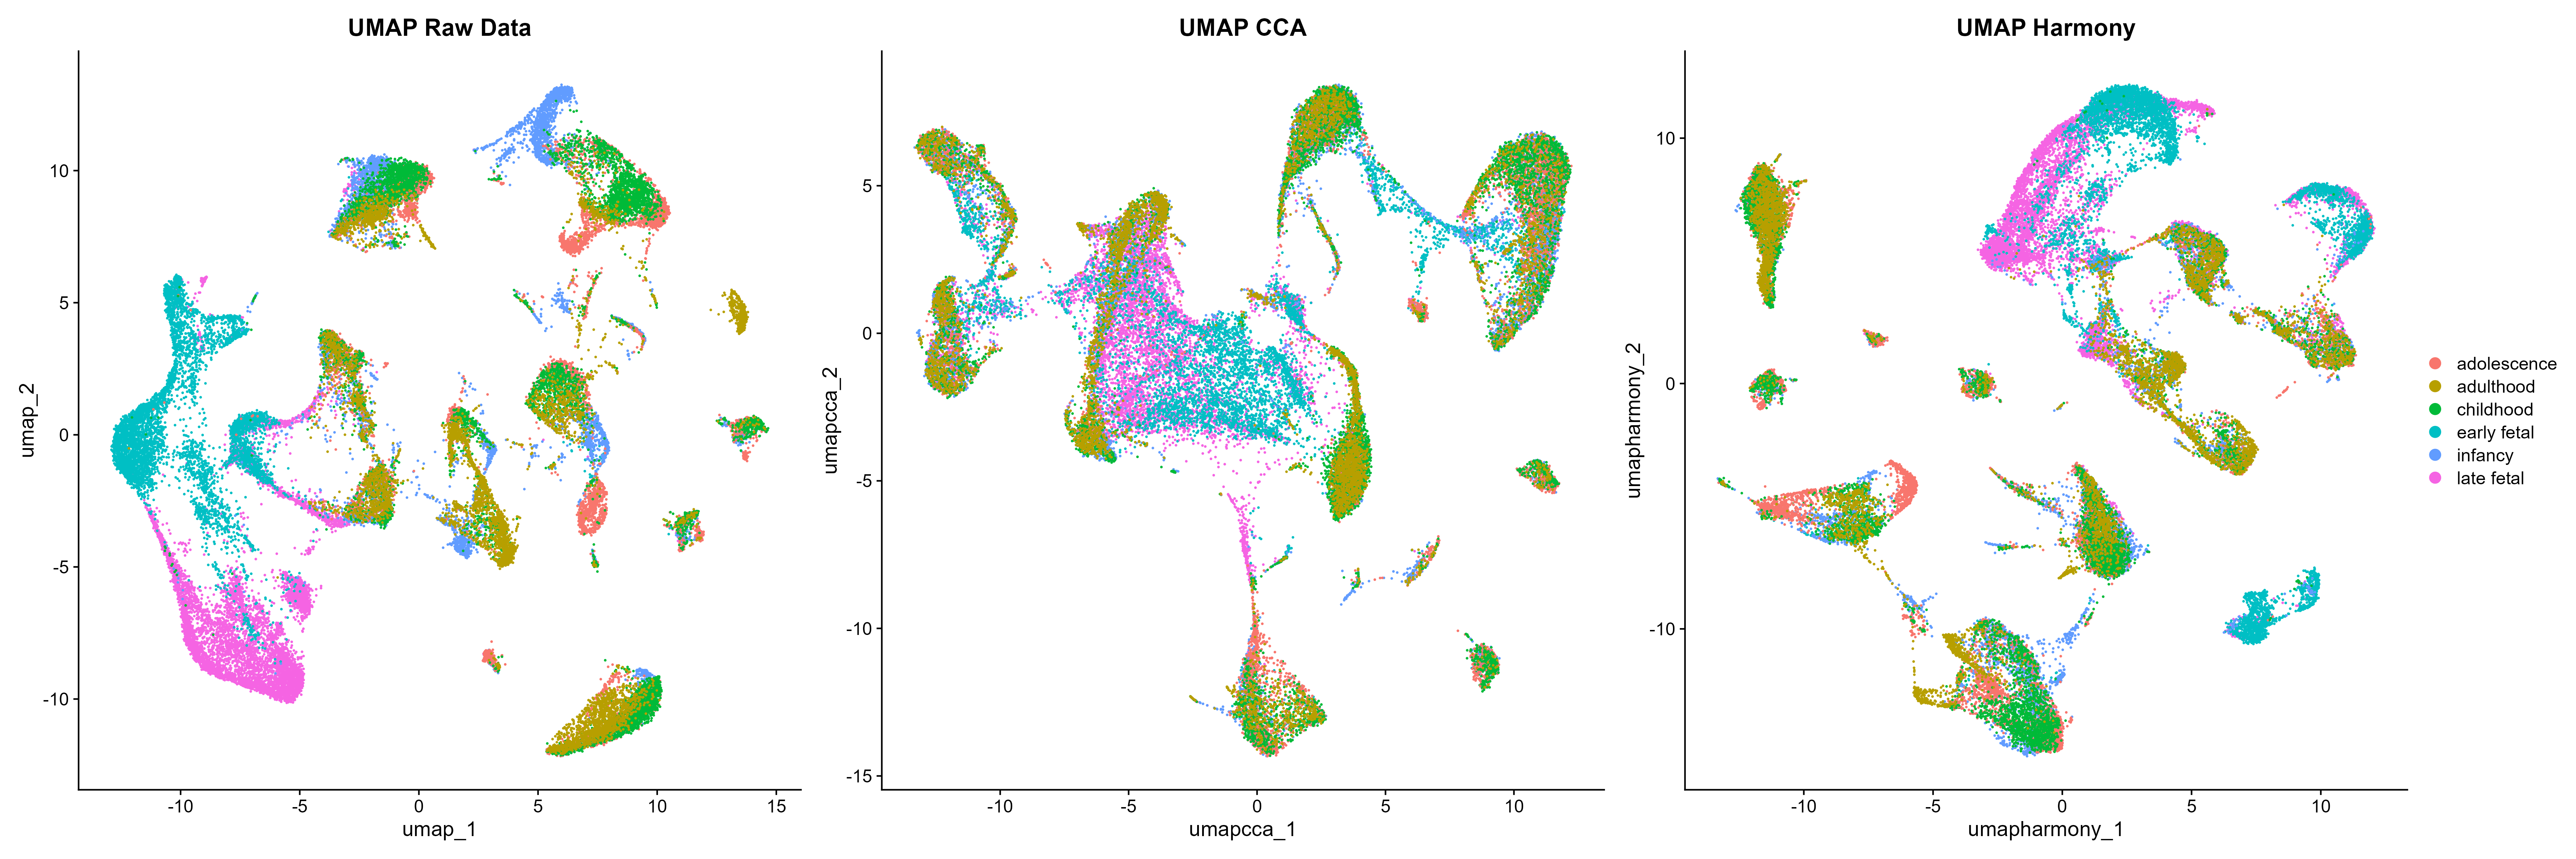 UMAP Raw Data
umap_2
10
5
0
-5
-10
-10
-5
0
5
10
15
umap_1
UMAP CCA
umapcca_2
5
0
-5
-10
-15
-10
-5
0
5
10
umapcca_1
UMAP Harmony
umapharmony_2
10
0
-10
-10
-5
0
5
10
umapharmony_1
adolescence
adulthood
childhood
early fetal
infancy
late fetal